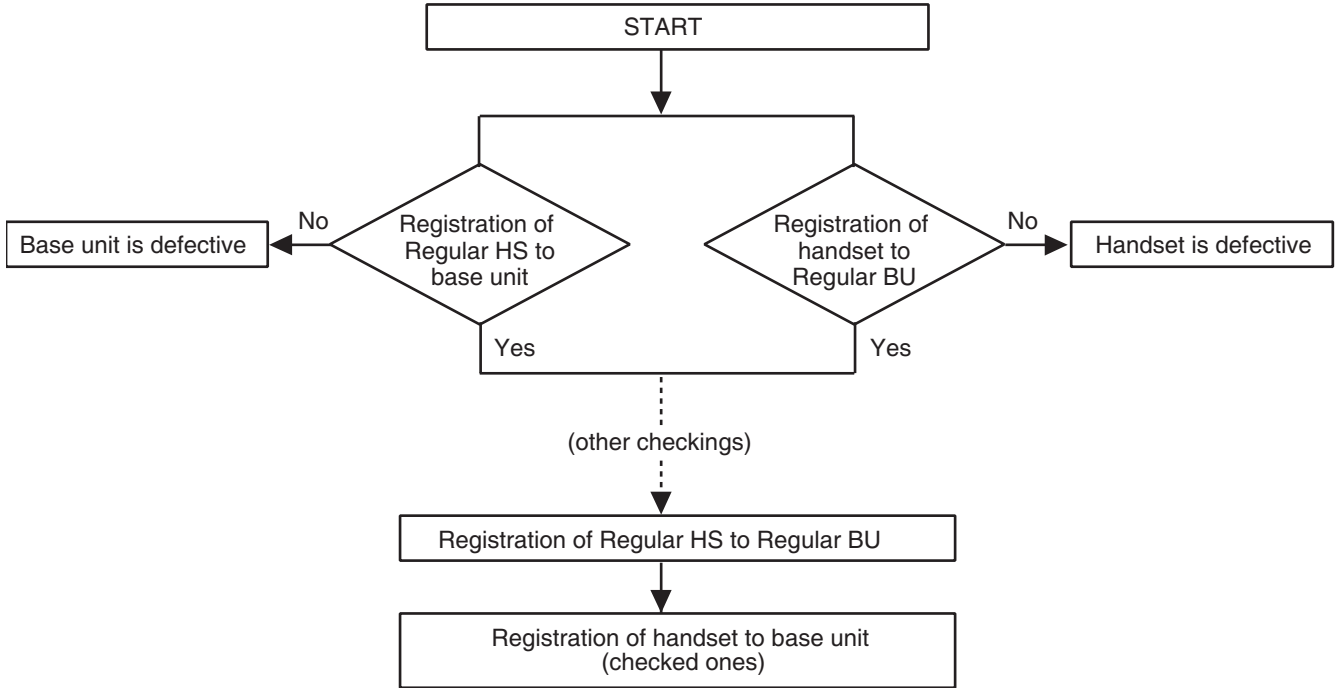 START
No
Registration of
Regular HS to
base unit
Base unit is defective
Yes
Registration of
handset to
Regular BU
No
Handset is defective
Yes
(other checkings)
Registration of Regular HS to Regular BU
Registration of handset to base unit
(checked ones)